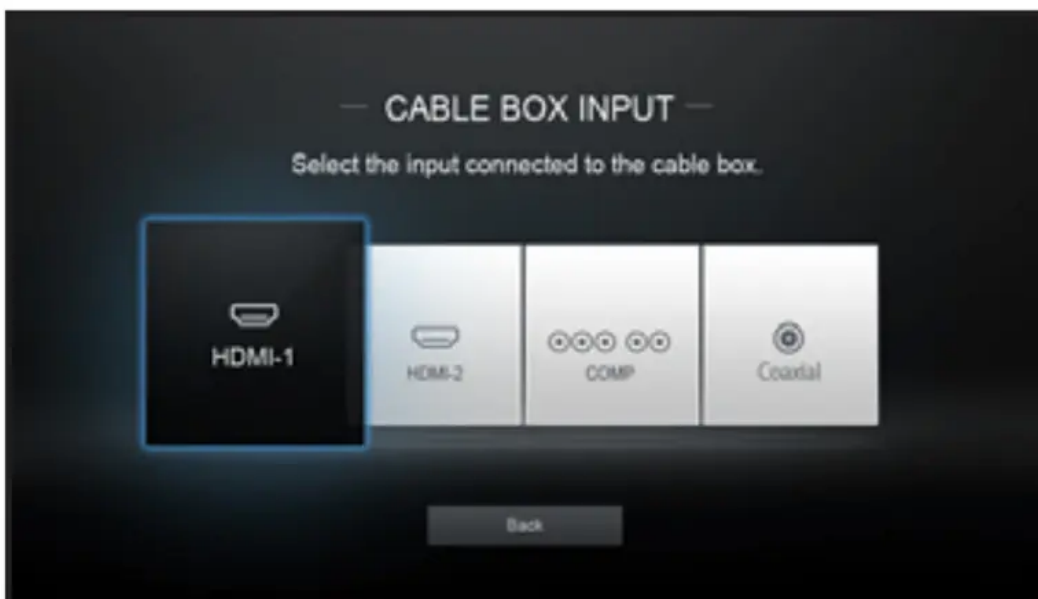 CABLE BOX INPUT
Select the input connected to the cable box.
HDMI-1
HDMI-2
COMP
Coaxial
Back